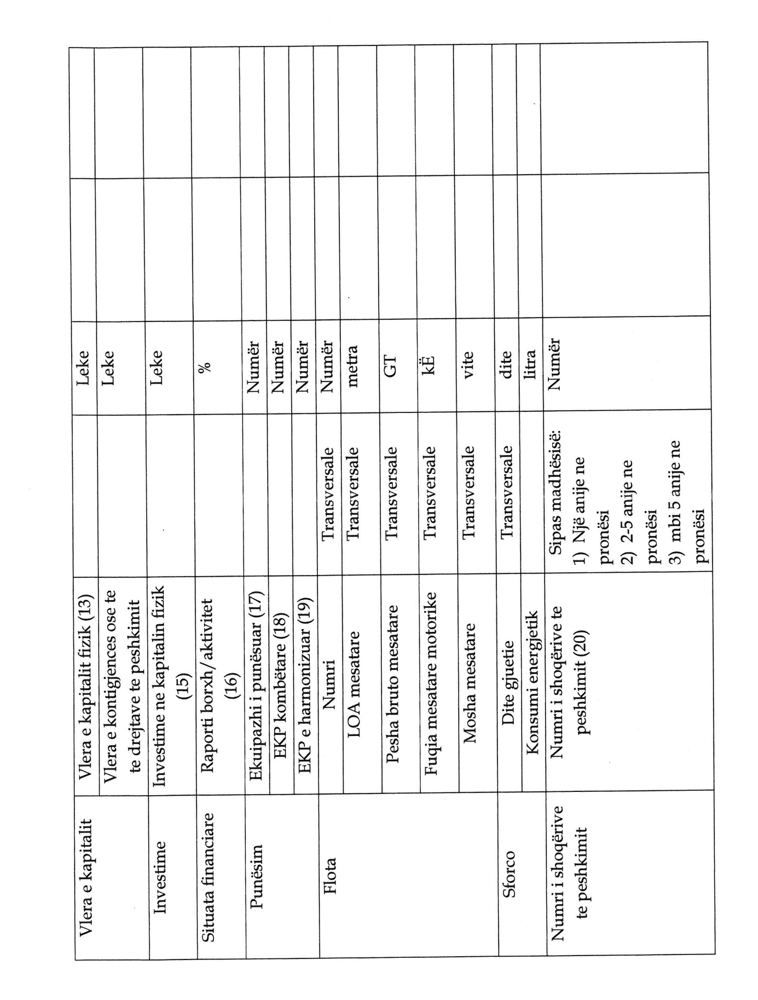 Vlera e kapitalit
Vlera e kapitalit fizik (13)
Leke
Vlera e kontigjences ose te
te drejtave te peshkimit
Leke
Investime
Investime ne kapitalin fizik
(15)
Leke
Situata financiare
Raporti borxh/aktivitet
(16)
%
Punësim
Ekuipazhi i punësuar (17)
Numër
EKP kombëtare (18)
Numër
EKP e harmonizuar (19)
Numër
Flota
Numri
Transversale
Numër
LOA mesatare
Transversale
metra
Pesha bruto mesatare
Transversale
GT
Fuqia mesatare motorike
Transversale
kË
Mosha mesatare
Transversale
vite
Sforco
Dite gjuetie
Transversale
dite
Konsumi energjetik
litra
Numri i shoqërive
te peshkimit
Numri i shoqërive te
peshkimit (20)
Sipas madhësisë:
1) Një anije ne
pronësi
2) 2-5 anije ne
pronësi
3) mbi 5 anije ne
pronësi
Numër